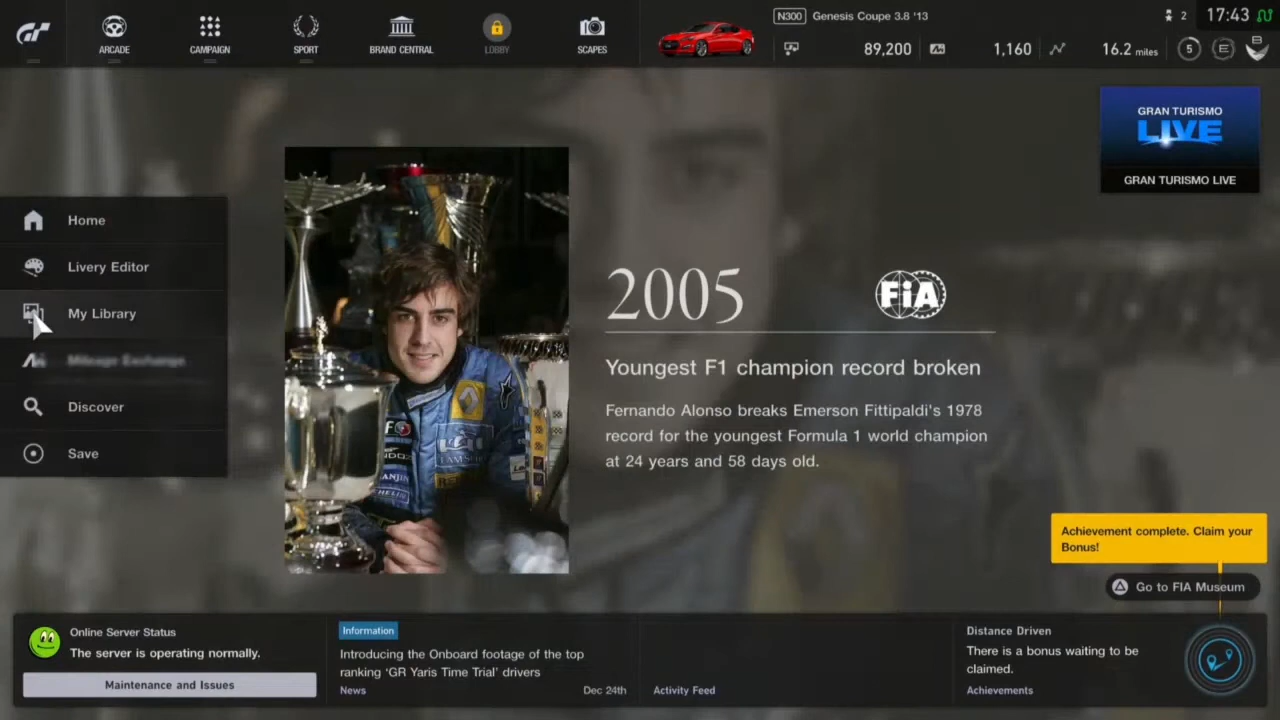 N300 Genesis Coupe 3.8 '13
2
17:43
ARCADE
CAMPAIGN
SPORT
BRAND CENTRAL
LOBBY
SCAPES
89,200
1,160
16.2 miles
5
E
B
GRAN TURISMO
LIVE
GRAN TURISMO LIVE
Home
Livery Editor
My Library
Mileage Exchange
Discover
Save
2005
FIA
Youngest F1 champion record broken
Fernando Alonso breaks Emerson Fittipaldi's 1978
record for the youngest Formula 1 world champion
at 24 years and 58 days old.
Achievement complete. Claim your
Bonus!
Go to FIA Museum
Online Server Status
The server is operating normally.
Maintenance and Issues
Information
Introducing the Onboard footage of the top
ranking 'GR Yaris Time Trial' drivers
News
Dec 24th
Activity Feed
Distance Driven
There is a bonus waiting to be
claimed.
Achievements